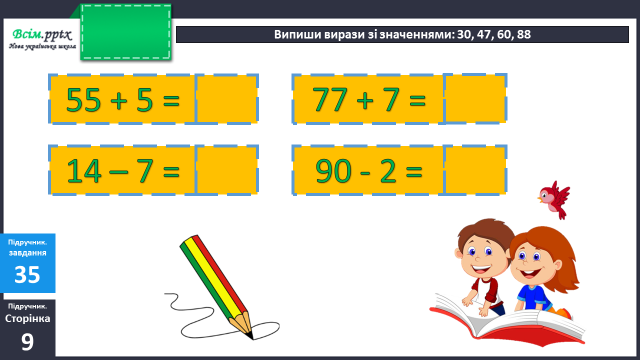 Всім.pptx
Нова українська школа
Випиши вирази зі значеннями: 30, 47, 60, 88
55 + 5 =
77 + 7 =
14 – 7 =
90 - 2 =
Підручник.
завдання
35
Підручник.
Сторінка
9